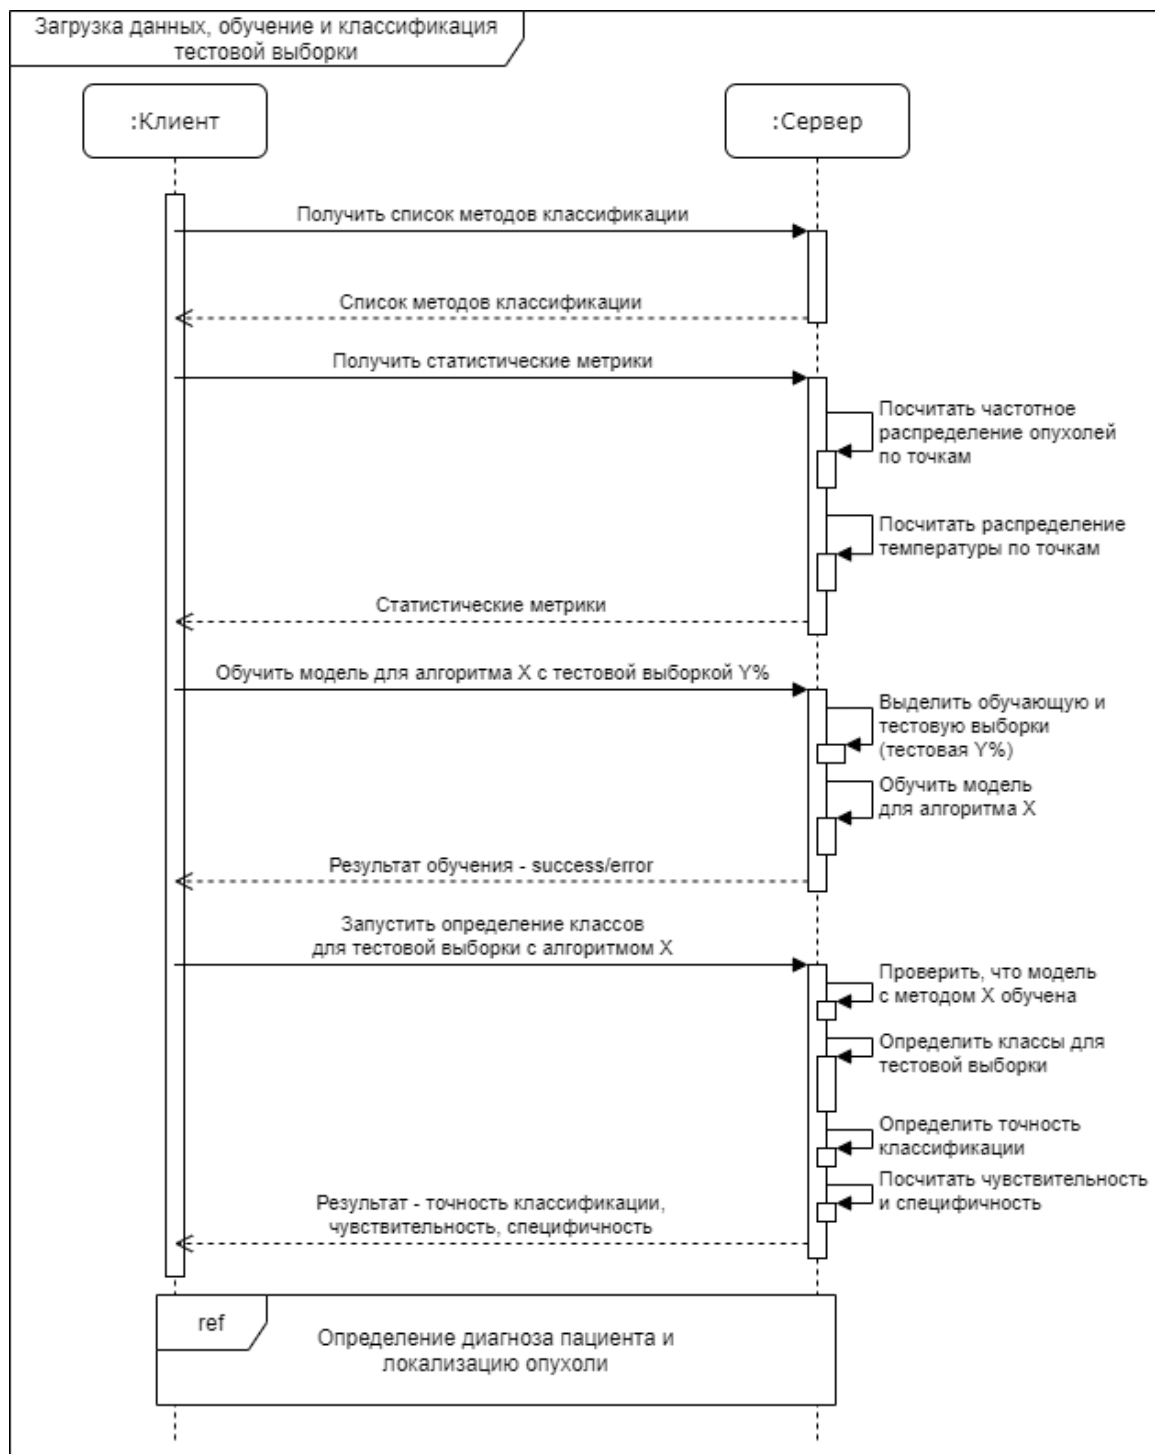 Загрузка данных, обучение и классификация
тестовой выборки
:Клиент
:Сервер
Получить список методов классификации
Список методов классификации
Получить статистические метрики
Посчитать частотное
распределение опухолей
по точкам
Посчитать распределение
температуры по точкам
Статистические метрики
Обучить модель для алгоритма X с тестовой выборкой Y%
Выделить обучающую и
тестовую выборки
(тестовая Y%)
Обучить модель
для алгоритма X
Результат обучения - success/error
Запустить определение классов
для тестовой выборки с алгоритмом X
Проверить, что модель
с методом X обучена
Определить классы для
тестовой выборки
Определить точность
классификации
Посчитать чувствительность
и специфичность
Результат - точность классификации,
чувствительность, специфичность
ref
Определение диагноза пациента и
локализацию опухоли